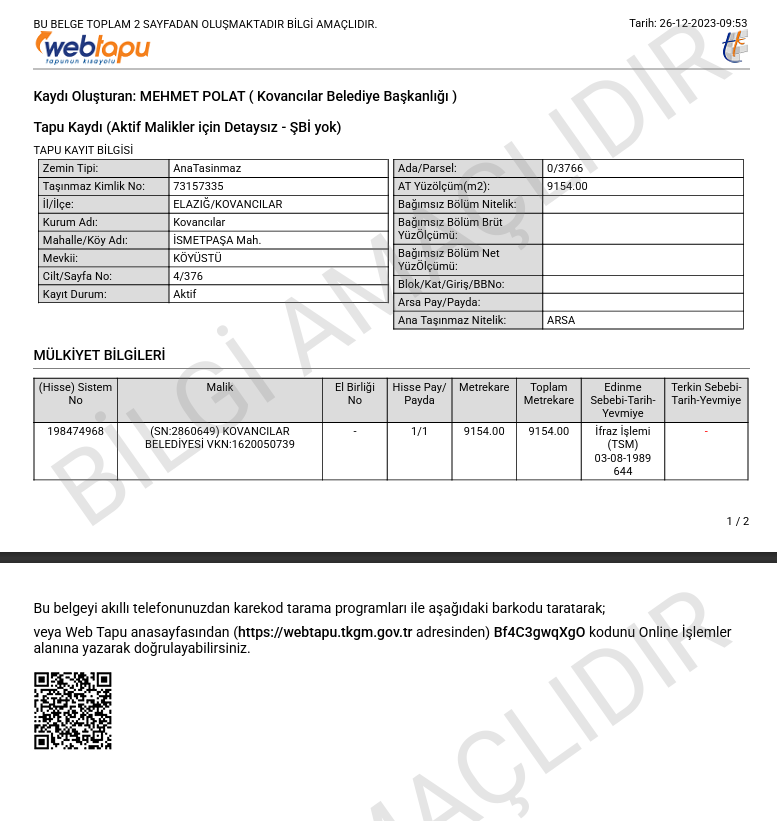 BU BELGE TOPLAM 2 SAYFADAN OLUŞMAKTADIR BİLGİ AMAÇLIDIR.
Tarih: 26-12-2023-09:53
webtapu
tapunun kısayolu
Kaydı Oluşturan: MEHMET POLAT ( Kovancılar Belediye Başkanlığı )
Tapu Kaydı (Aktif Malikler için Detaysız - ŞBİ yok)
TAPU KAYIT BİLGİSİ
Zemin Tipi: AnaTasinmaz
Taşınmaz Kimlik No: 73157335
İl/İlçe: ELAZIĞ/KOVANCILAR
Kurum Adı: Kovancılar
Mahalle/Köy Adı: İSMETPAŞA Mah.
Mevkii: KÖYÜSTÜ
Cilt/Sayfa No: 4/376
Kayıt Durum: Aktif
Ada/Parsel: 0/3766
AT Yüzölçüm(m2): 9154.00
Bağımsız Bölüm Nitelik:
Bağımsız Bölüm Brüt
YüzÖlçümü:
Bağımsız Bölüm Net
YüzÖlçümü:
Blok/Kat/Giriş/BBNo:
Arsa Pay/Payda:
Ana Taşınmaz Nitelik: ARSA
MÜLKİYET BİLGİLERİ
(Hisse) Sistem
No
Malik
El Birliği
No
Hisse Pay/
Payda
Metrekare
Toplam
Metrekare
Edinme
Sebebi-Tarih-
Yevmiye
Terkin Sebebi-
Tarih-Yevmiye
198474968
(SN:2860649) KOVANCILAR
BELEDİYESİ VKN:1620050739
-
1/1
9154.00
9154.00
İfraz İşlemi
(TSM)
03-08-1989
644
-
BİLGİ AMAÇLIDIR
1 / 2
Bu belgeyi akıllı telefonunuzdan karekod tarama programları ile aşağıdaki barkodu taratarak;
veya Web Tapu anasayfasından (https://webtapu.tkgm.gov.tr adresinden) Bf4C3gwqXgO kodunu Online İşlemler
alanına yazarak doğrulayabilirsiniz.
MAÇLIDIR